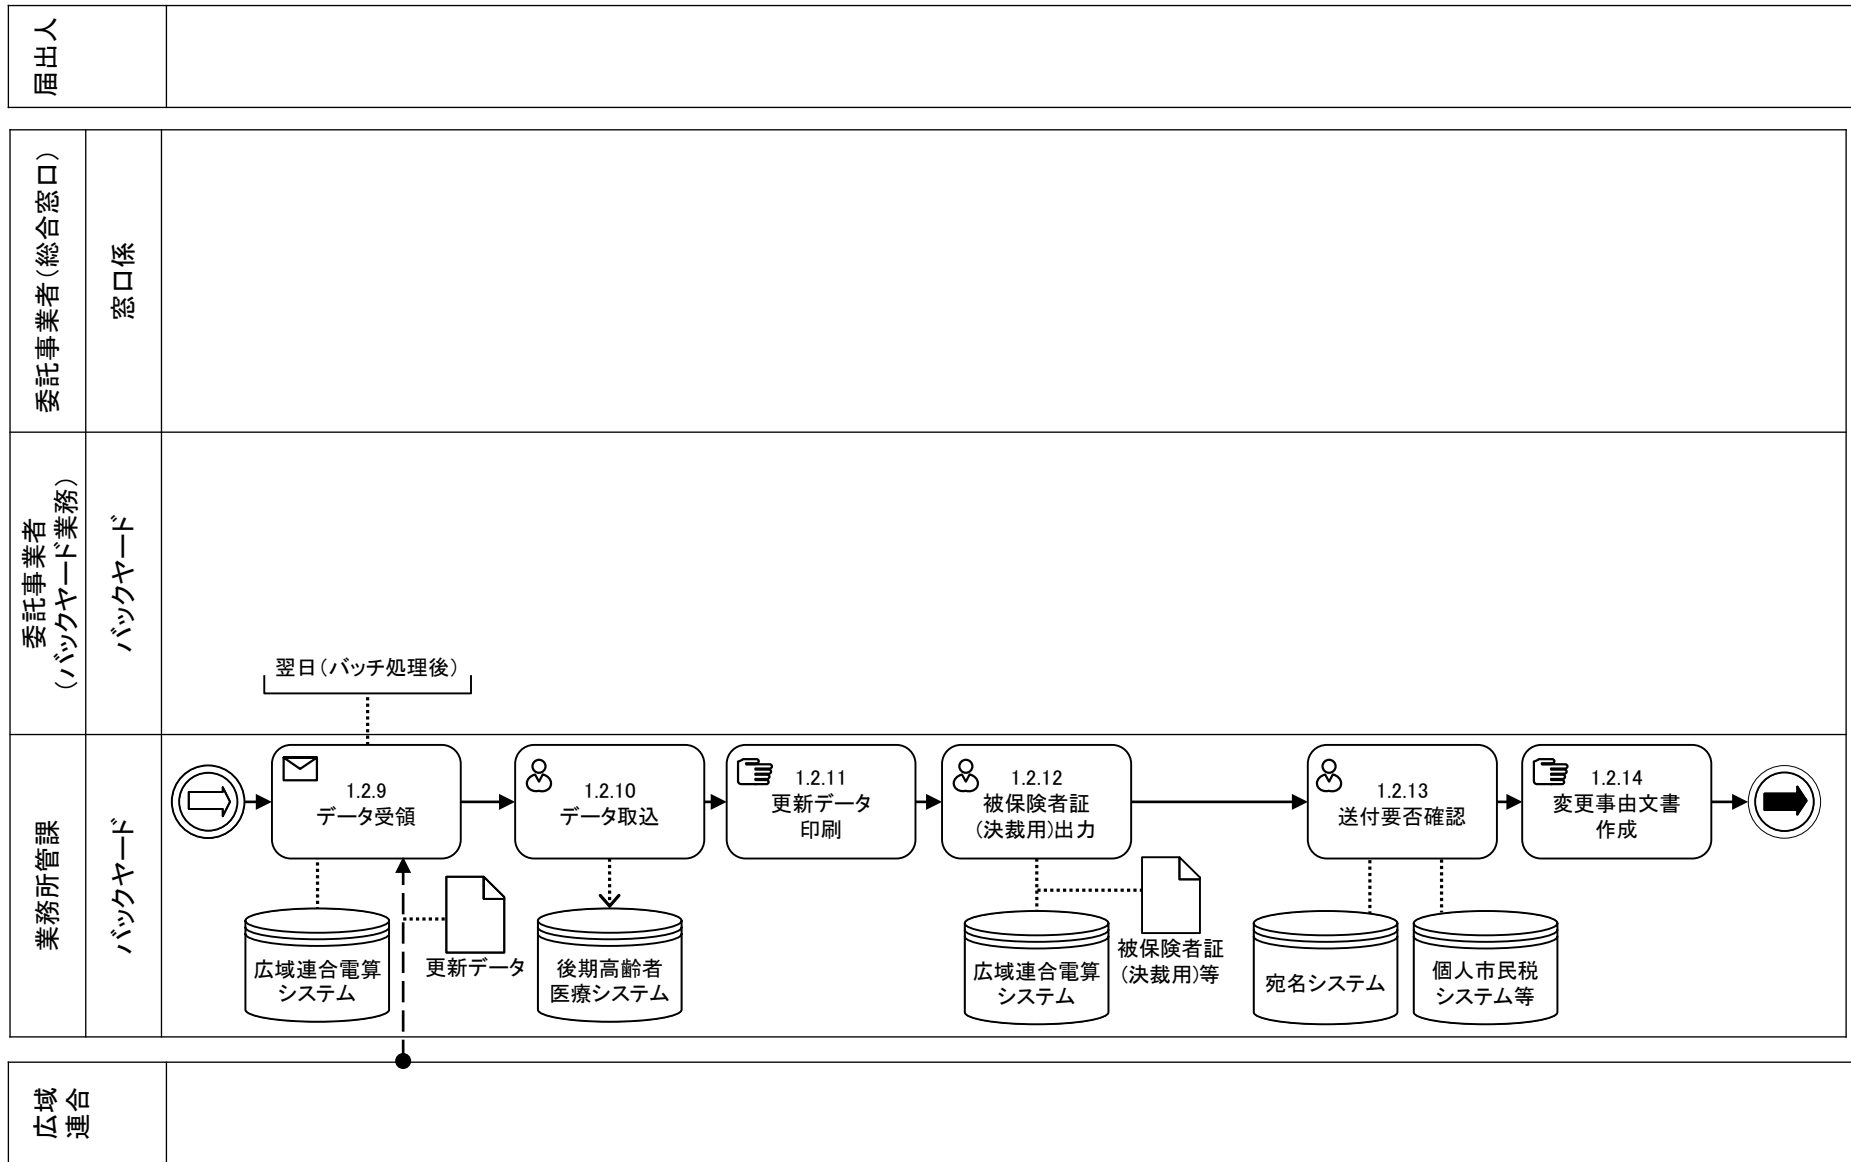 届出人
委託事業者（総合窓口）
窓口係
委託事業者
（バックヤード業務）
バックヤード
翌日（バッチ処理後）
業務所管課
バックヤード
1.2.9
データ受領
1.2.10
データ取込
1.2.11
更新データ
印刷
1.2.12
被保険者証
(決裁用)出力
1.2.13
送付要否確認
1.2.14
変更事由文書
作成
広域連合電算
システム
更新データ
後期高齢者
医療システム
広域連合電算
システム
被保険者証
(決裁用)等
宛名システム
個人市民税
システム等
広域
連合